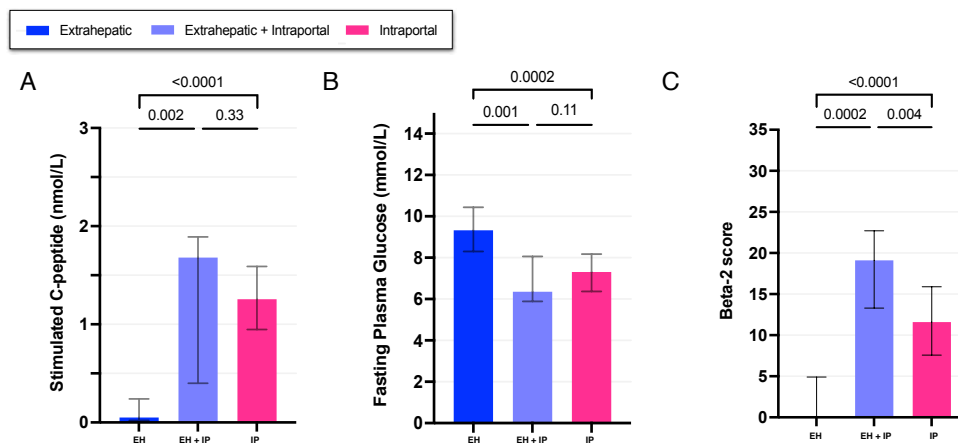 Extrahepatic Extrahepatic + Intraportal Intraportal
A
<0.0001
0.002 0.33
Stimulated C-peptide (nmol/L)
3
2
1
0
EH EH + IP IP
B
0.0002
0.001 0.11
Fasting Plasma Glucose (mmol/L)
14
12
10
8
6
4
2
0
EH EH + IP IP
C
<0.0001
0.0002 0.004
Beta-2 score
35
30
25
20
15
10
5
0
EH EH + IP IP